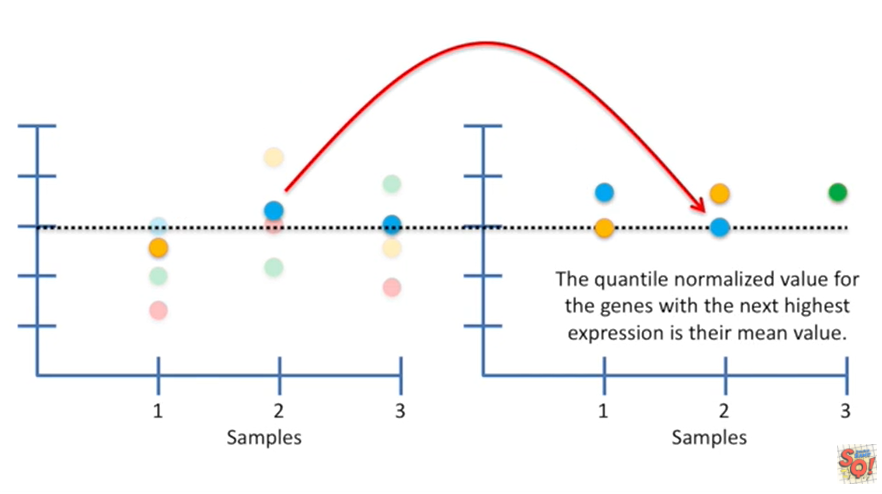 The quantile normalized value for
the genes with the next highest
expression is their mean value.
1
2
3
Samples
1
2
3
Samples
SQ!